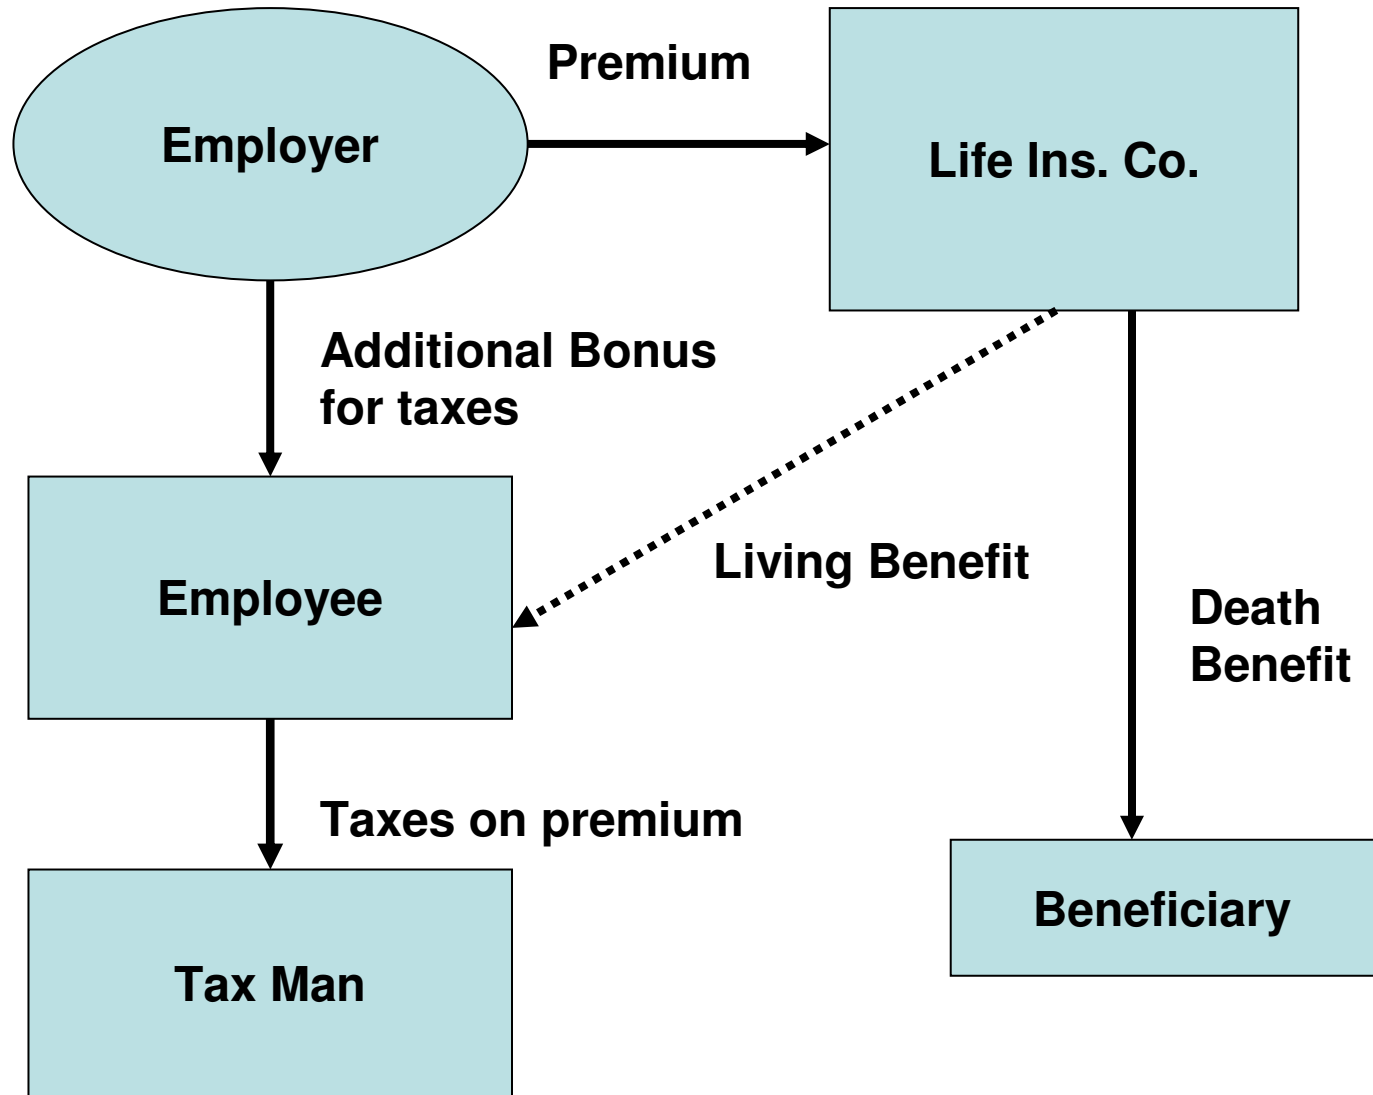 Premium
Employer
Life Ins. Co.
Additional Bonus
for taxes
Living Benefit
Employee
Death
Benefit
Taxes on premium
Beneficiary
Tax Man